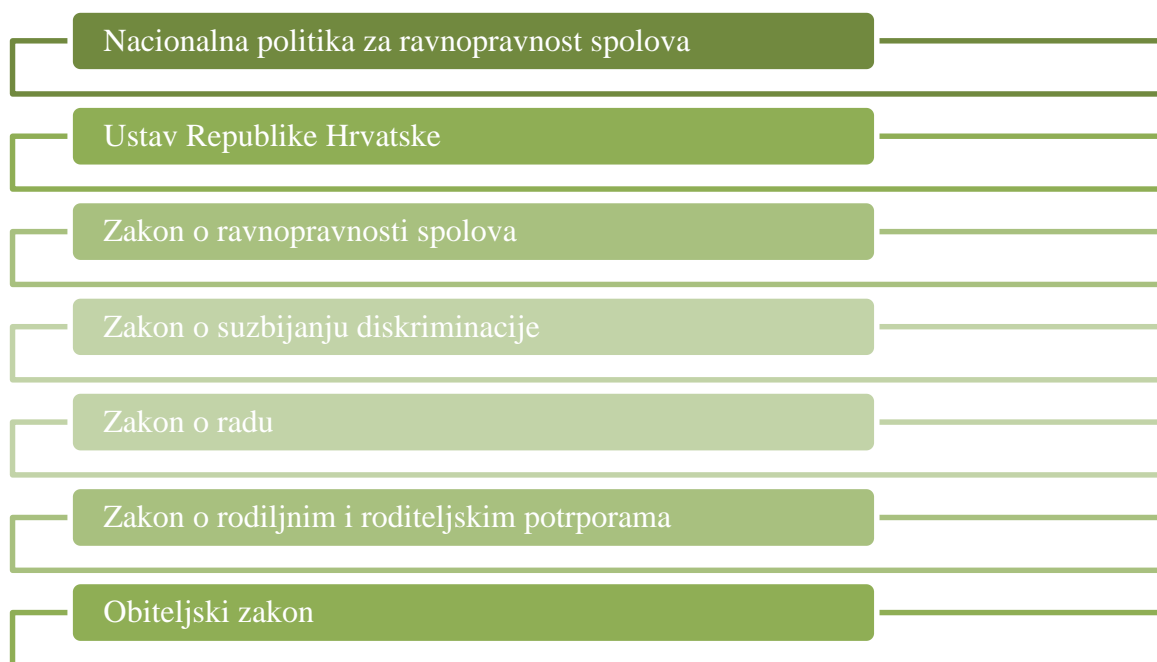 Nacionalna politika za ravnopravnost spolova
Ustav Republike Hrvatske
Zakon o ravnopravnosti spolova
Zakon o suzbijanju diskriminacije
Zakon o radu
Zakon o rodiljnim i roditeljskim potrporama
Obiteljski zakon